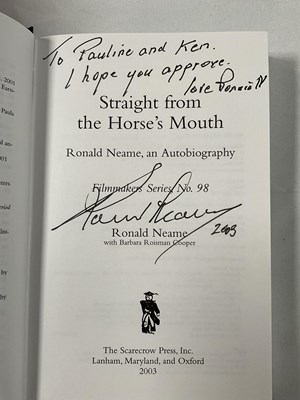 To Pauline and Ken.
I hope you approve.
love Ronnie N
Straight from
the Horse's Mouth
Ronald Neame, an Autobiography
Filmmakers Series, No. 98
Ronald Neame
Ronald Neame
2003
with Barbara Roisman Cooper
The Scarecrow Press, Inc.
Lanham, Maryland, and Oxford
2003